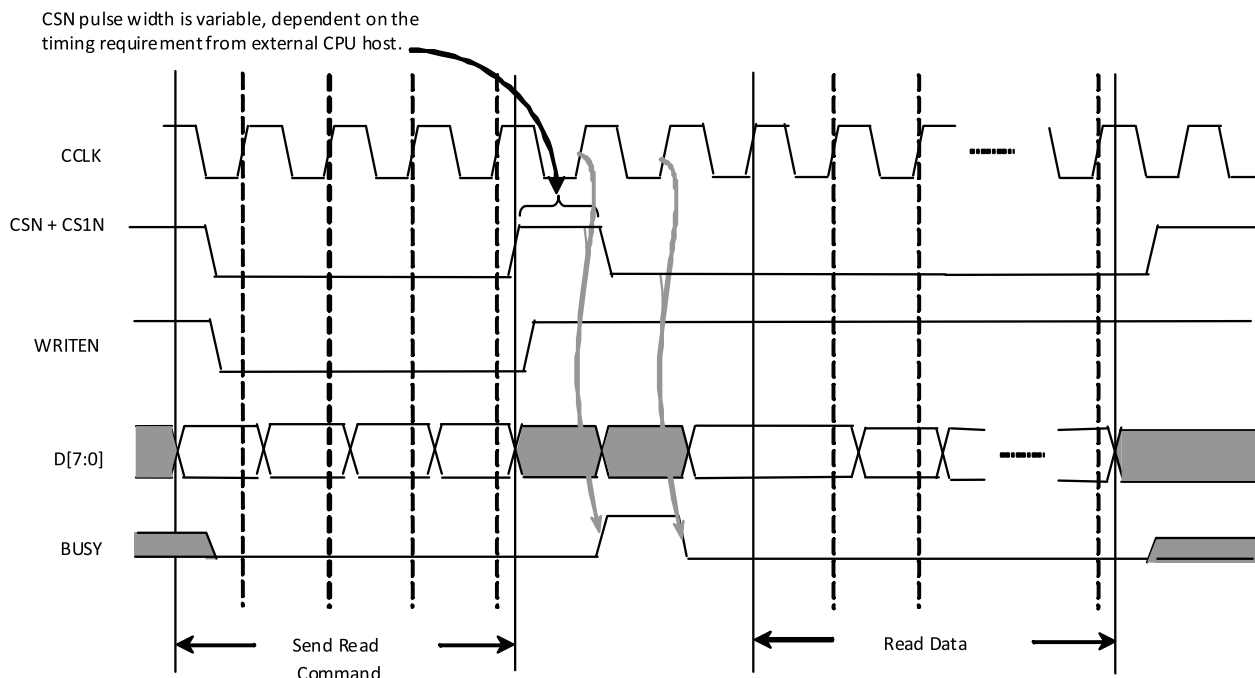 CSN pulse width is variable, dependent on the
timing requirement from external CPU host.
CCLK
CSN + CS1N
WRITEN
D[7:0]
BUSY
Send Read
Command
Read Data